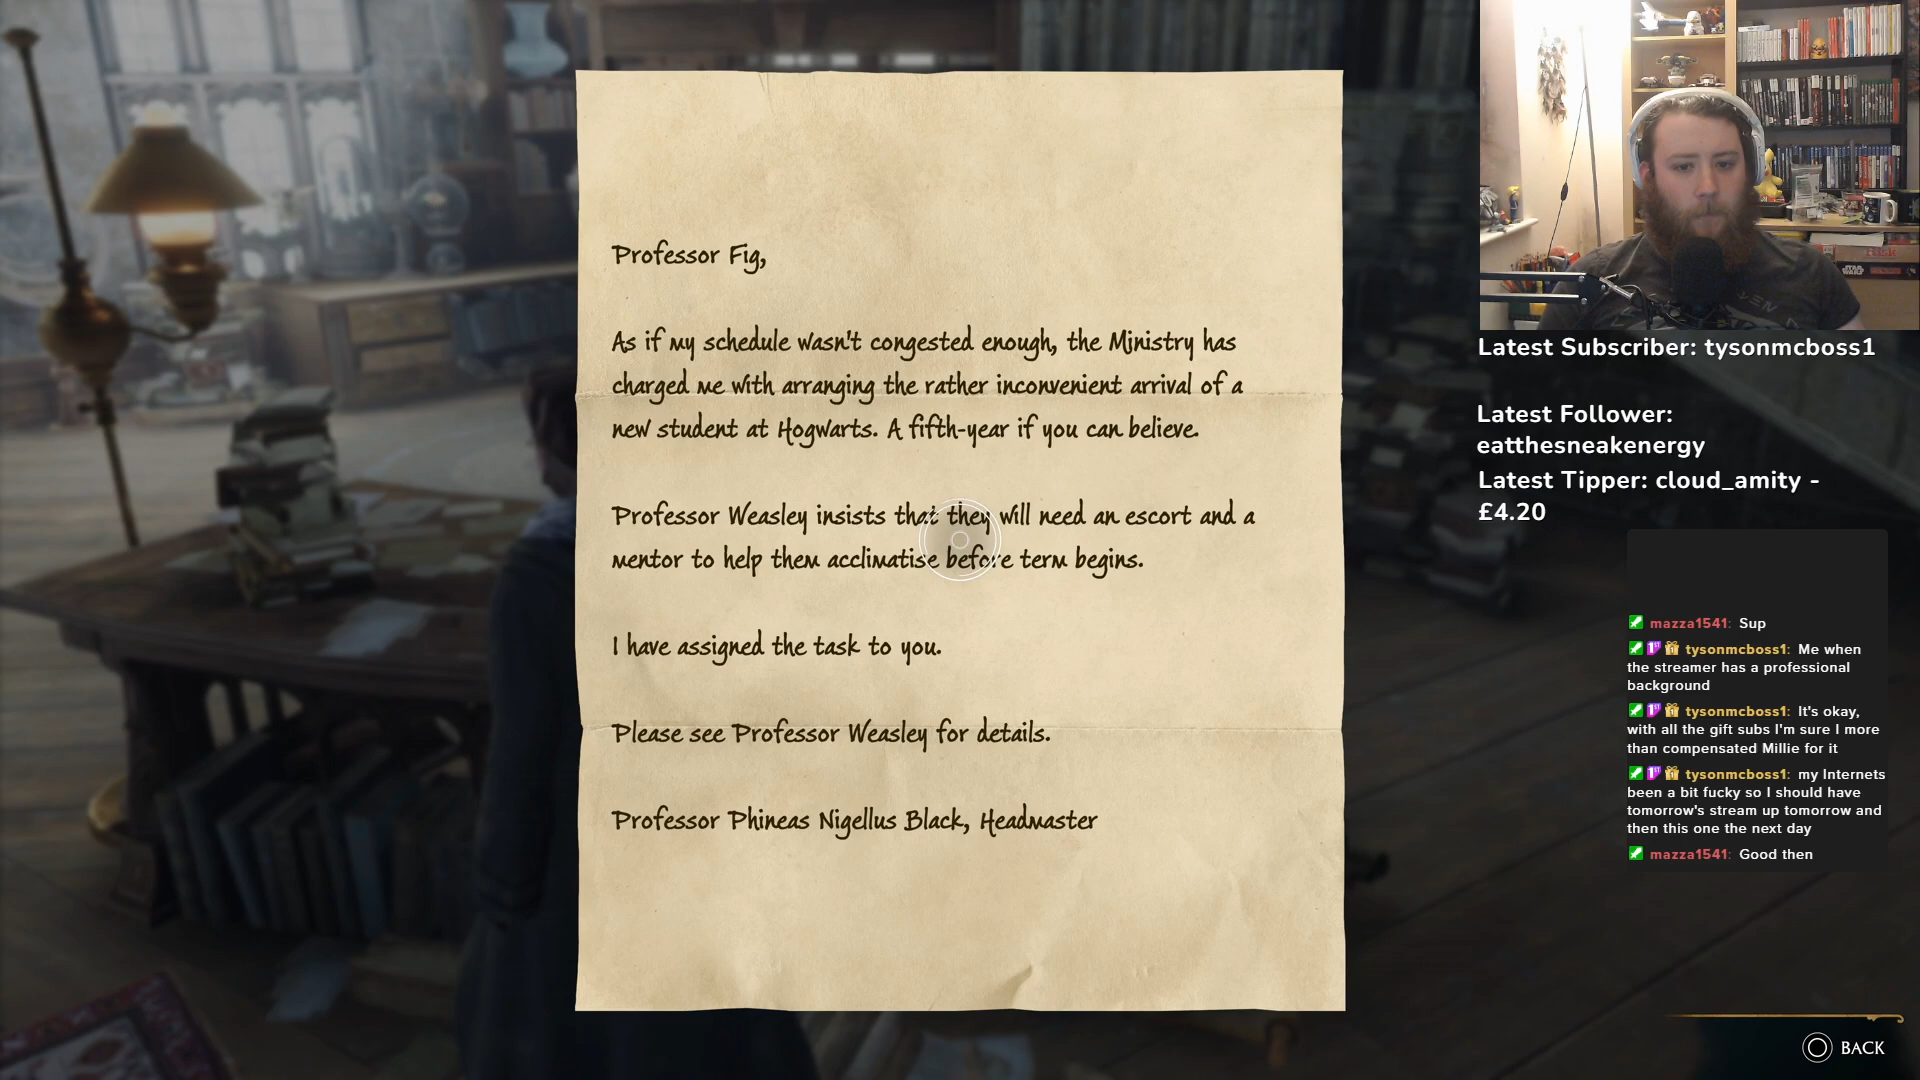 Professor Fig,
As if my schedule wasn't congested enough, the Ministry has
charged me with arranging the rather inconvenient arrival of a
new student at Hogwarts. A fifth-year if you can believe.
Professor Weasley insists that they will need an escort and a
mentor to help them acclimatise before term begins.
I have assigned the task to you.
Please see Professor Weasley for details.
Professor Phineas Nigellus Black, Headmaster
Latest Subscriber: tysonmcboss1
Latest Follower:
eatthesneakenergy
Latest Tipper: cloud_amity -
£4.20
mazza1541: Sup
tysonmcboss1: Me when
the streamer has a professional
background
tysonmcboss1: It's okay,
with all the gift subs I'm sure I more
than compensated Millie for it
tysonmcboss1: my Internets
been a bit fucky so I should have
tomorrow's stream up tomorrow and
then this one the next day
mazza1541: Good then
BACK